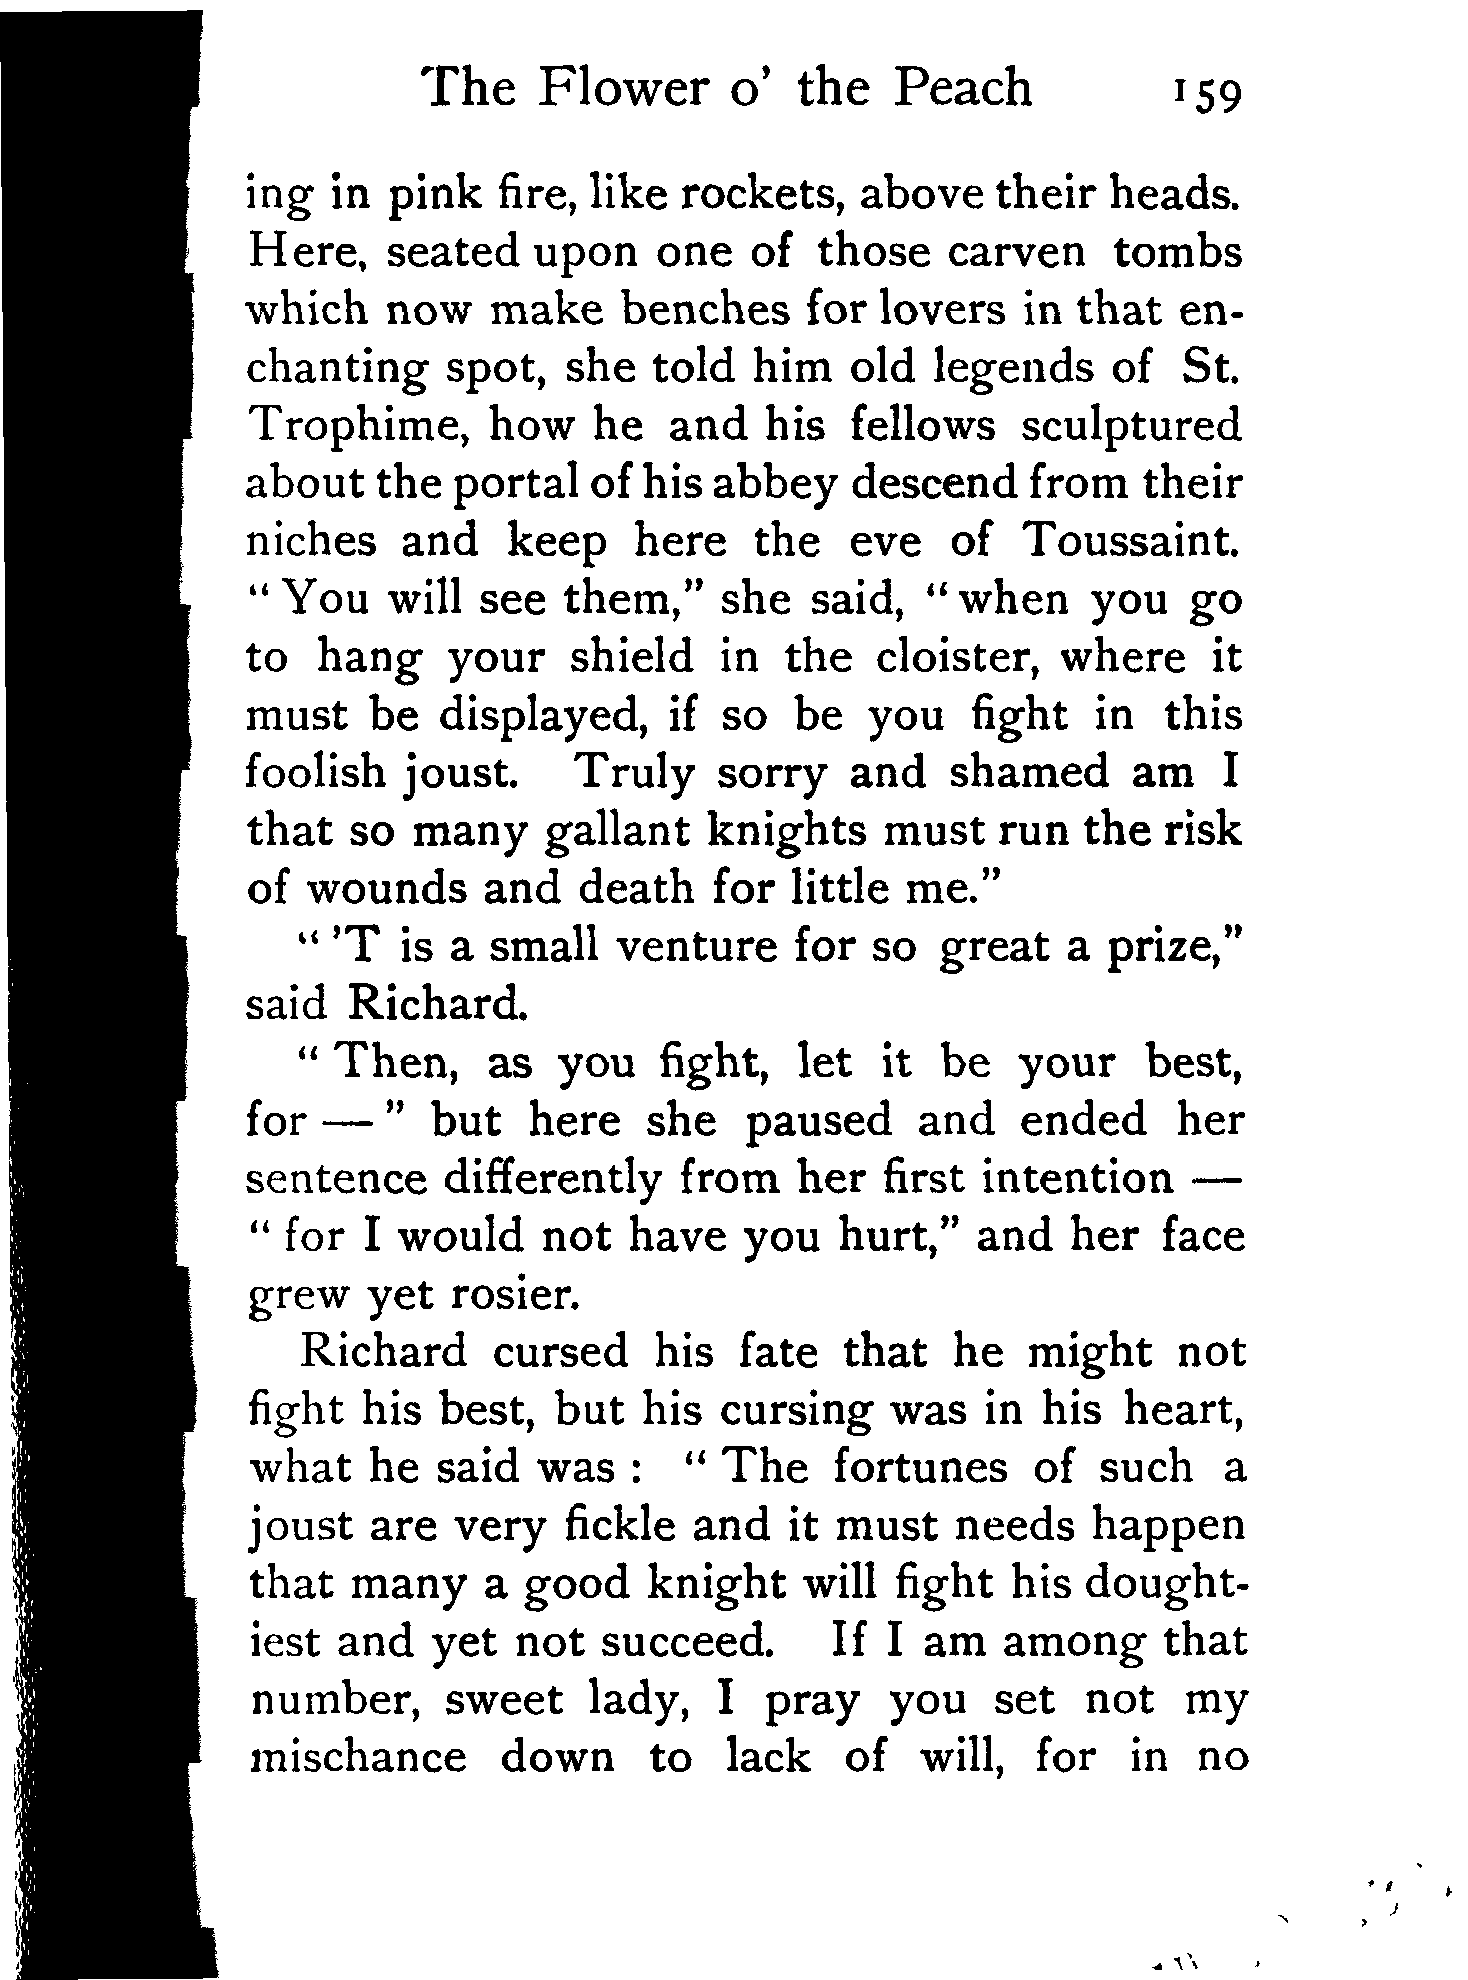 The Flower o' the Peach 159
ing in pink fire, like rockets, above their heads.
Here, seated upon one of those carven tombs
which now make benches for lovers in that en-
chanting spot, she told him old legends of St.
Trophime, how he and his fellows sculptured
about the portal of his abbey descend from their
niches and keep here the eve of Toussaint.
“ You will see them,” she said, “ when you go
to hang your shield in the cloister, where it
must be displayed, if so be you fight in this
foolish joust. Truly sorry and shamed am I
that so many gallant knights must run the risk
of wounds and death for little me.”
“ ’T is a small venture for so great a prize,”
said Richard.
“ Then, as you fight, let it be your best,
for — ” but here she paused and ended her
sentence differently from her first intention —
“ for I would not have you hurt,” and her face
grew yet rosier.
Richard cursed his fate that he might not
fight his best, but his cursing was in his heart,
what he said was : “ The fortunes of such a
joust are very fickle and it must needs happen
that many a good knight will fight his dought-
iest and yet not succeed. If I am among that
number, sweet lady, I pray you set not my
mischance down to lack of will, for in no